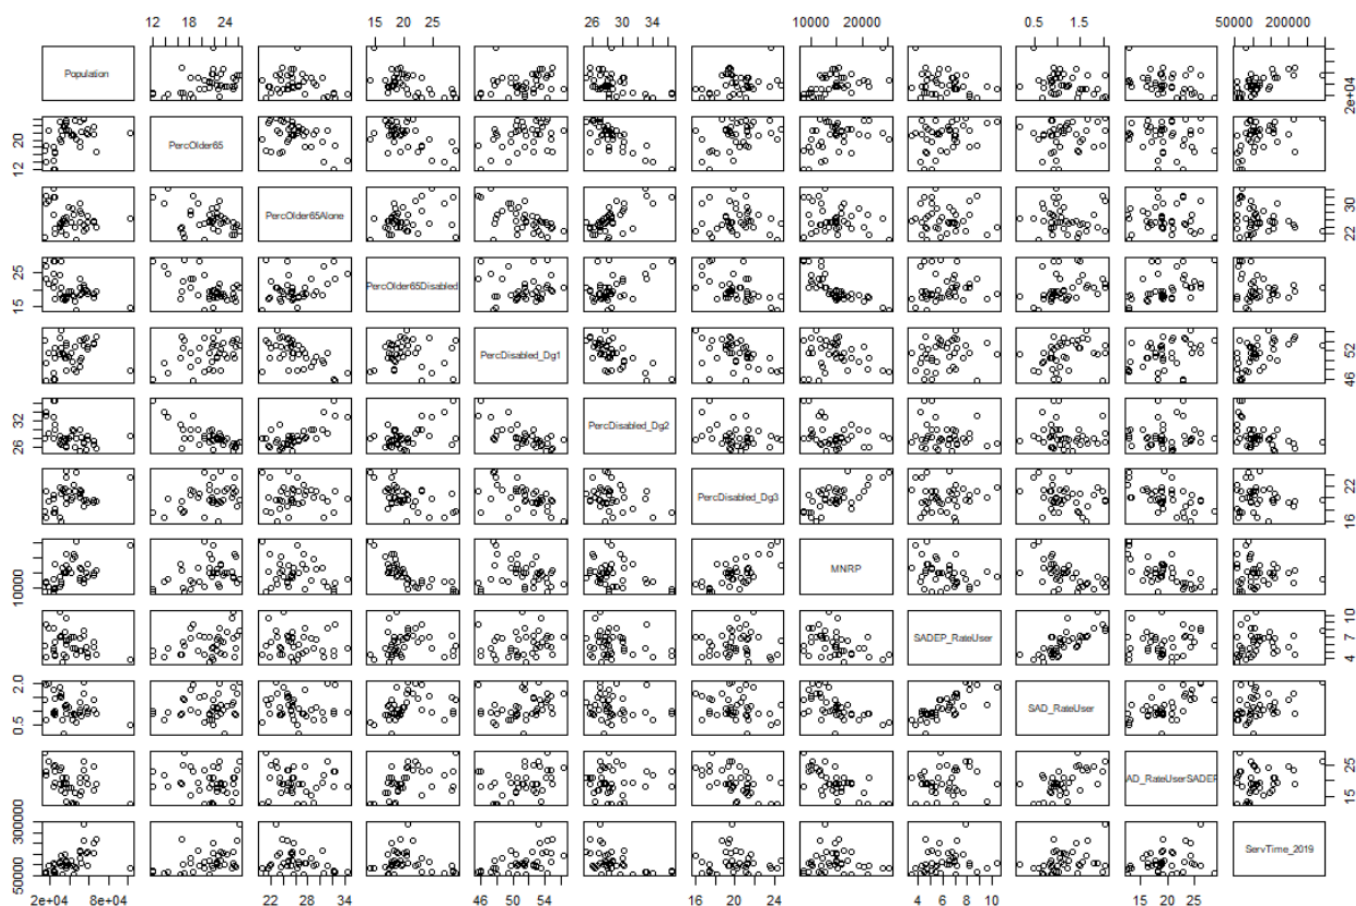 12 18 24 15 20 25 26 30 34 10000 20000 0.5 1.5 50000 200000
Population 2e+04
20 12 PercOlder65
PercOlder65Alone 30 22
25 15 PercOlder65Disabled
PercDisabled_Dg1 52 46
32 26 PercDisabled_Dg2
PercDisabled_Dg3 22 16
10000 MNRP
SADEP_RateUser 10 7 4
2.0 0.5 SAD_RateUser
AD_RateUserSADEF 25 15
300000 50000 ServTime_2019
2e+04 8e+04 22 28 34 46 50 54 16 20 24 4 6 8 10 15 20 25